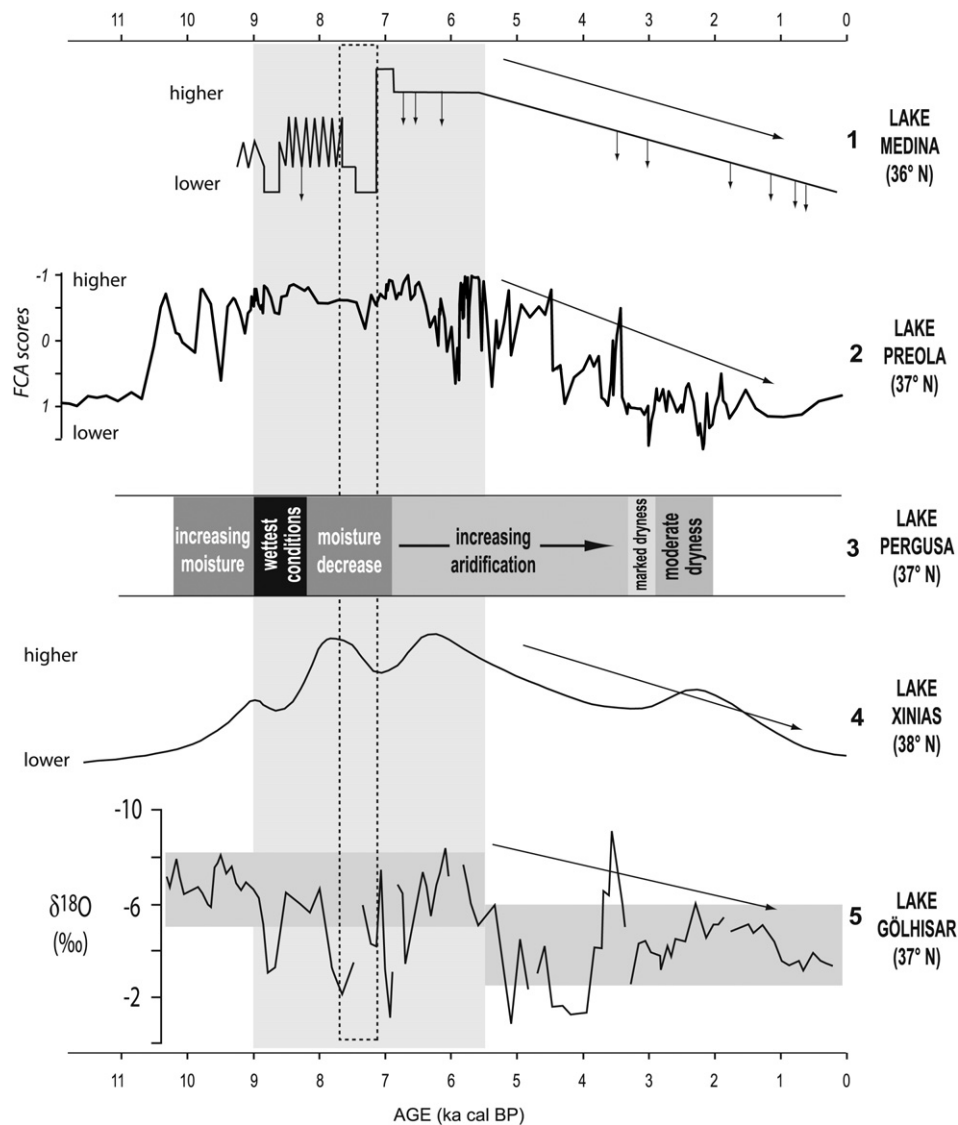 11 10 9 8 7 6 5 4 3 2 1 0
higher
lower
1
LAKE
MEDINA
(36° N)
FCA scores
-1
0
1
higher
lower
2
LAKE
PREOLA
(37° N)
increasing
moisture
wettest
conditions
moisture
decrease
increasing
aridification
marked dryness
moderate
dryness
3
LAKE
PERGUSA
(37° N)
higher
lower
4
LAKE
XINIAS
(38° N)
δ18O
(‰)
-10
-6
-2
5
LAKE
GÖLHISAR
(37° N)
11 10 9 8 7 6 5 4 3 2 1 0
AGE (ka cal BP)